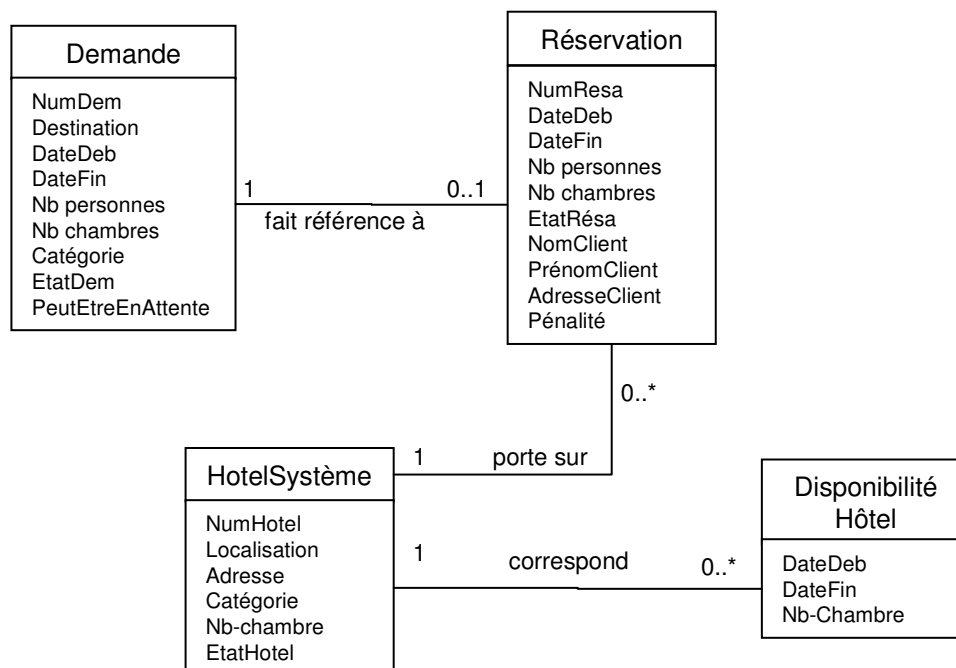 Demande
NumDem
Destination
DateDeb
DateFin
Nb personnes
Nb chambres
Catégorie
EtatDem
PeutEtreEnAttente
1
fait référence à
0..1
Réservation
NumResa
DateDeb
DateFin
Nb personnes
Nb chambres
EtatRésa
NomClient
PrénomClient
AdresseClient
Pénalité
0..*
1
porte sur
HotelSystème
NumHotel
Localisation
Adresse
Catégorie
Nb-chambre
EtatHotel
1
correspond
0..*
Disponibilité
Hôtel
DateDeb
DateFin
Nb-Chambre